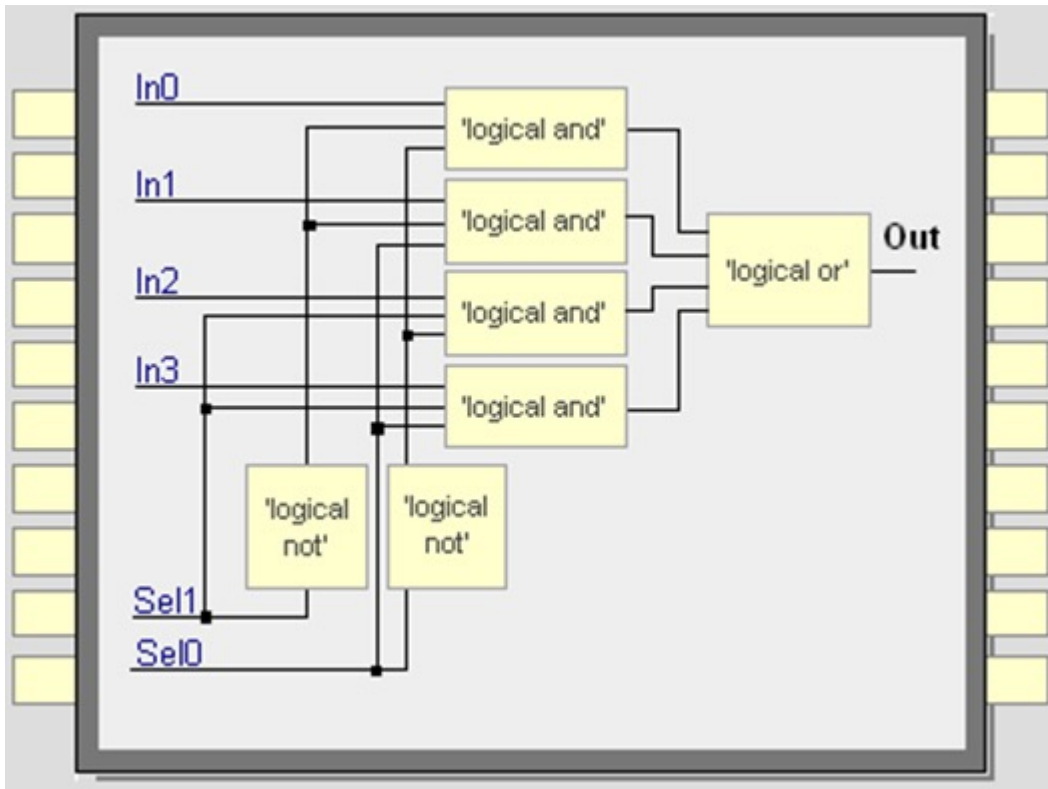 In0
'logical and'
In1
'logical and'
Out
In2
'logical or'
'logical and'
In3
'logical and'
'logical
not'
'logical
not'
Sel1
Sel0